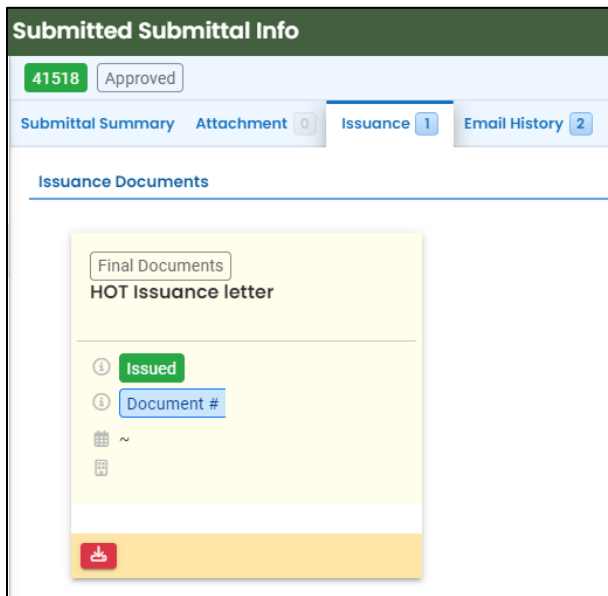 Submitted Submittal Info
41518 Approved
Submittal Summary Attachment 0 Issuance 1 Email History 2
Issuance Documents
Final Documents
HOT Issuance letter
Issued
Document #
~